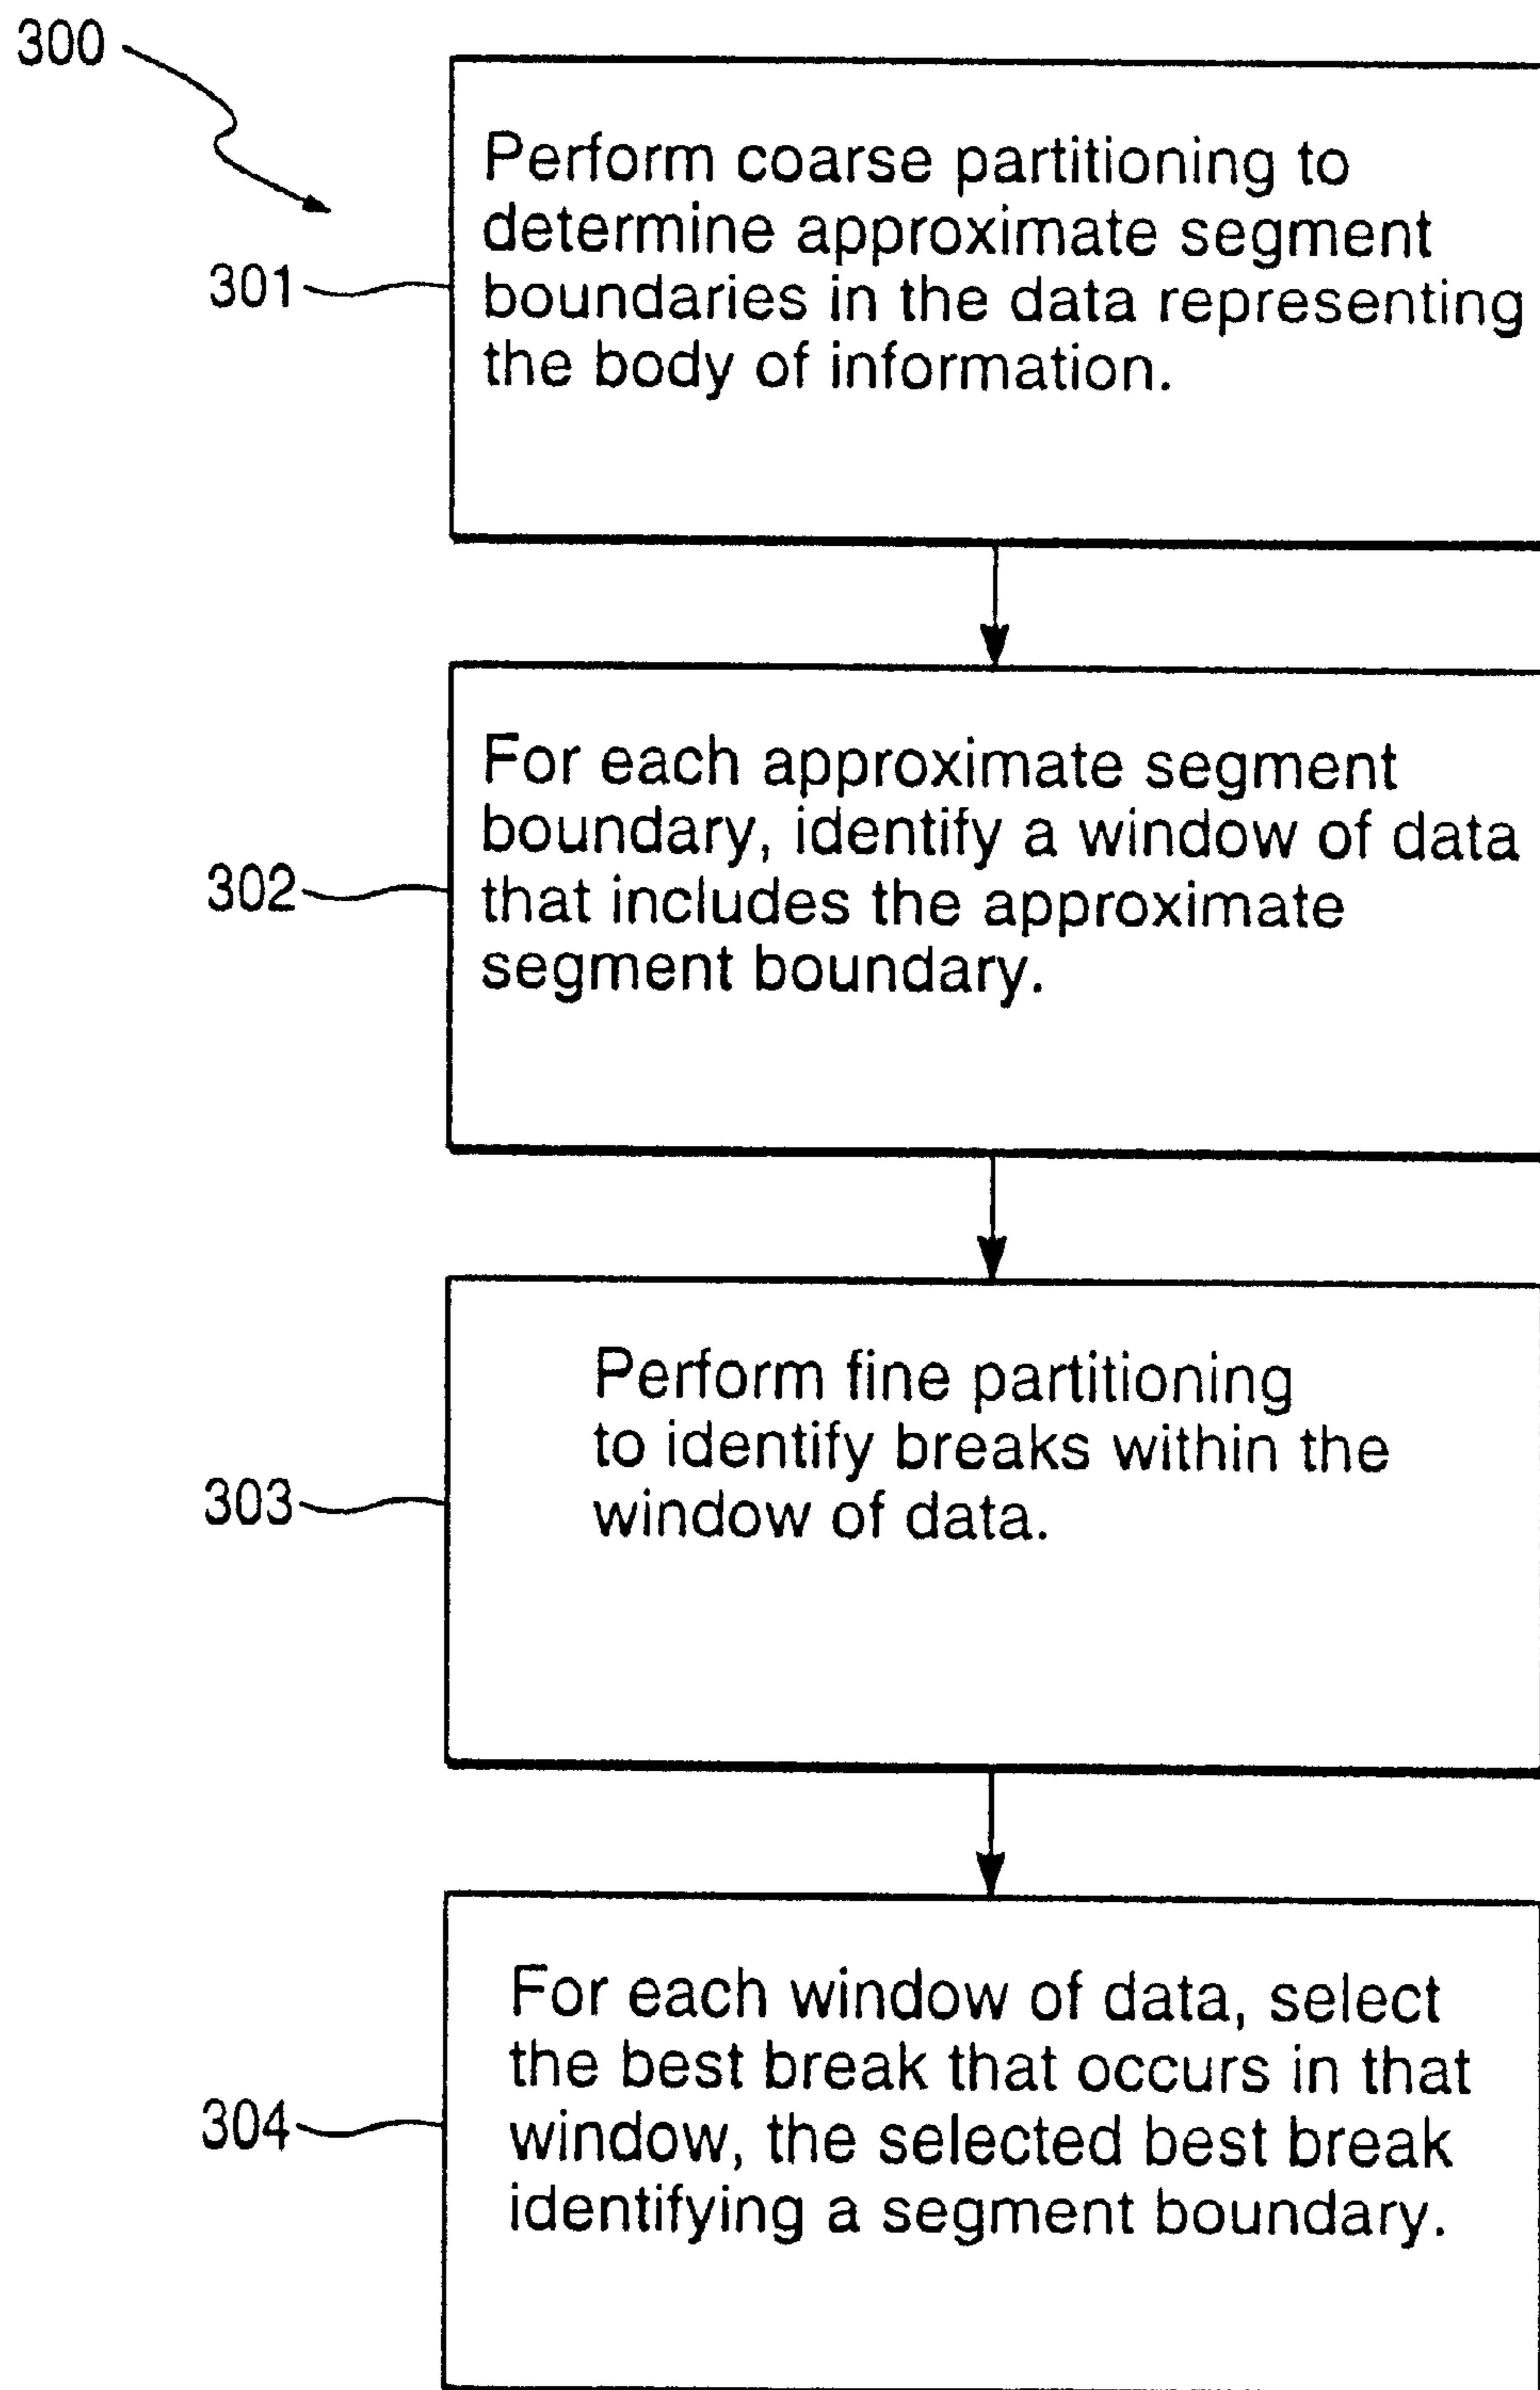 300
Perform coarse partitioning to
determine approximate segment
301
boundaries in the data representing
the body of information.
For each approximate segment
boundary, identify a window of data
302
that includes the approximate
segment boundary.
Perform fine partitioning
to identify breaks within the
303
window of data.
For each window of data, select
the best break that occurs in that
304
window, the selected best break
identifying a segment boundary.